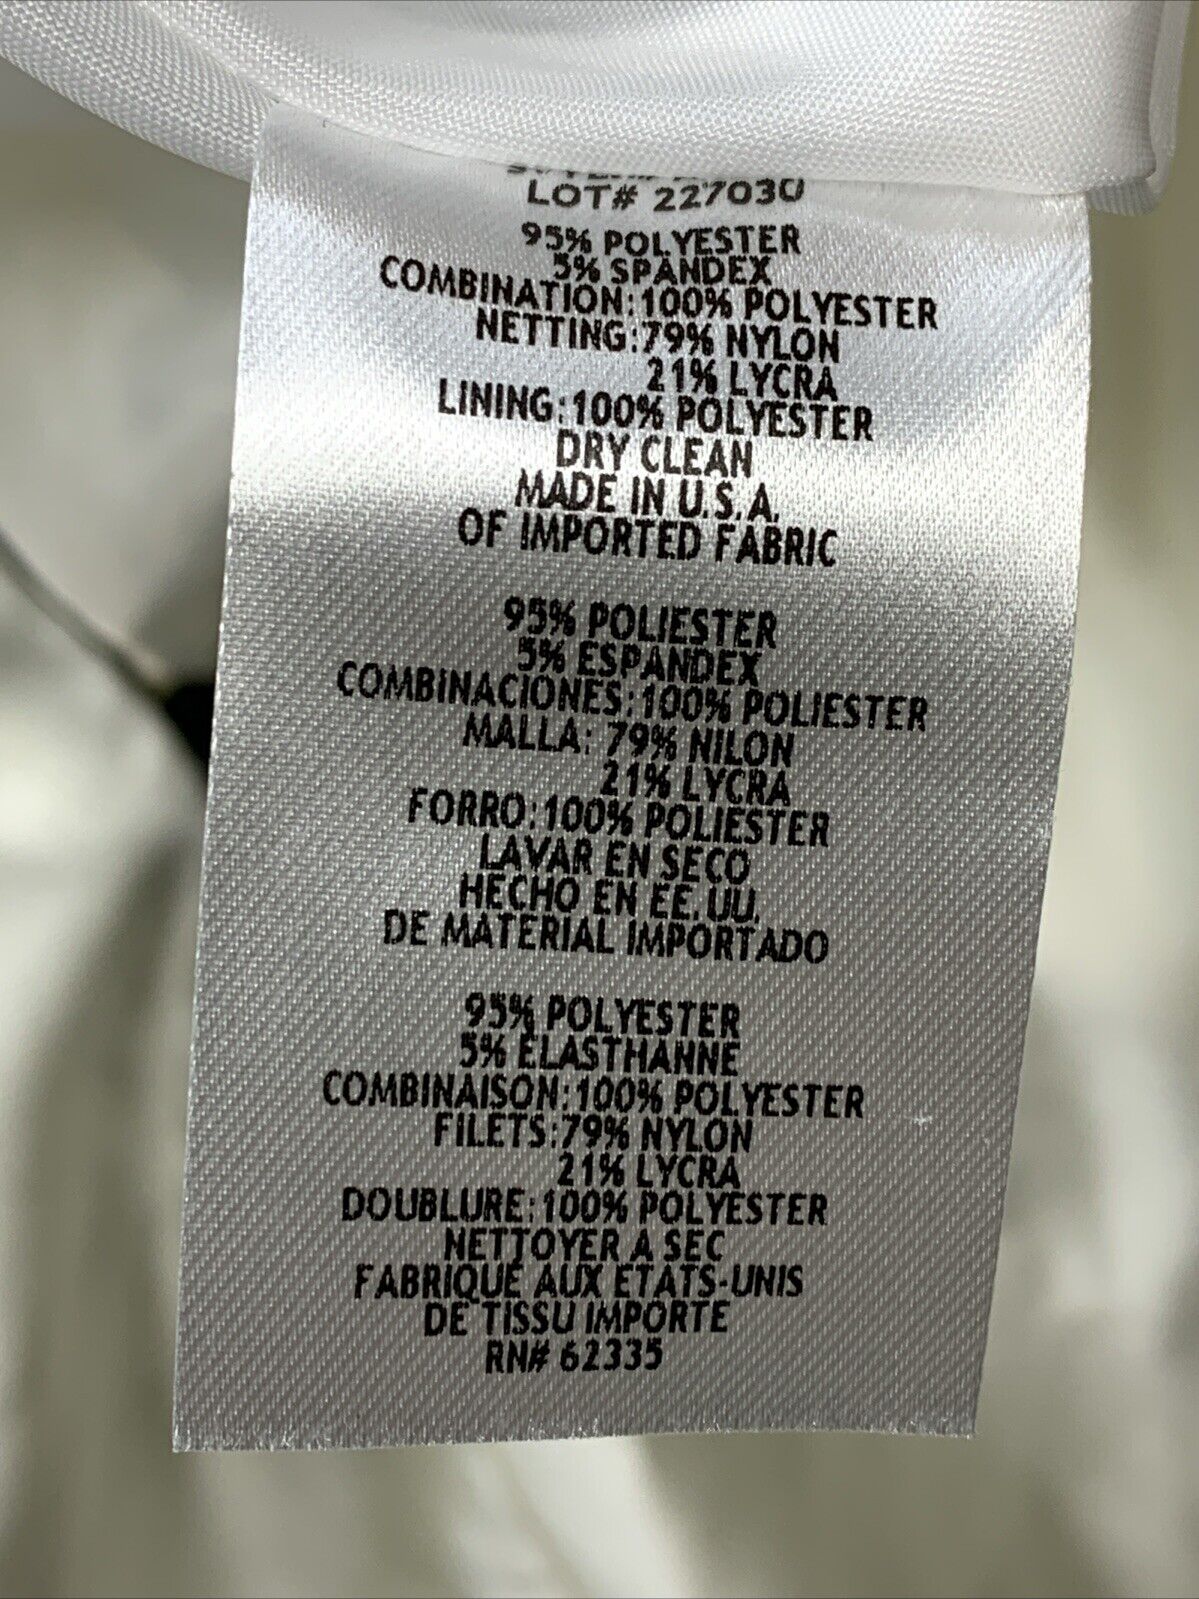 LOT# 227030
95% POLYESTER
5% SPANDEX
COMBINATION:100% POLYESTER
NETTING:79% NYLON
21% LYCRA
LINING:100% POLYESTER
DRY CLEAN
MADE IN U.S.A.
OF IMPORTED FABRIC
95% POLIESTER
5% ESPANDEX
COMBINACIONES:100% POLIESTER
MALLA: 79% NILON
21% LYCRA
FORRO:100% POLIESTER
LAVAR EN SECO
HECHO EN EE.UU.
DE MATERIAL IMPORTADO
95% POLYESTER
5% ELASTHANNE
COMBINAISON:100% POLYESTER
FILETS:79% NYLON
21% LYCRA
DOUBLURE:100% POLYESTER
NETTOYER A SEC
FABRIQUE AUX ETATS-UNIS
DE TISSU IMPORTE
RN# 62335